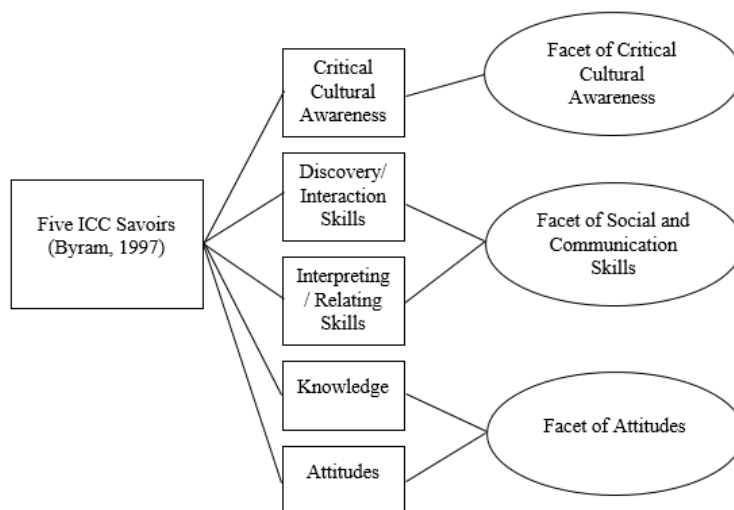 Five ICC Savoirs
(Byram, 1997)
Critical
Cultural
Awareness
Discovery/
Interaction
Skills
Interpreting
/ Relating
Skills
Knowledge
Attitudes
Facet of Critical
Cultural
Awareness
Facet of Social and
Communication
Skills
Facet of Attitudes